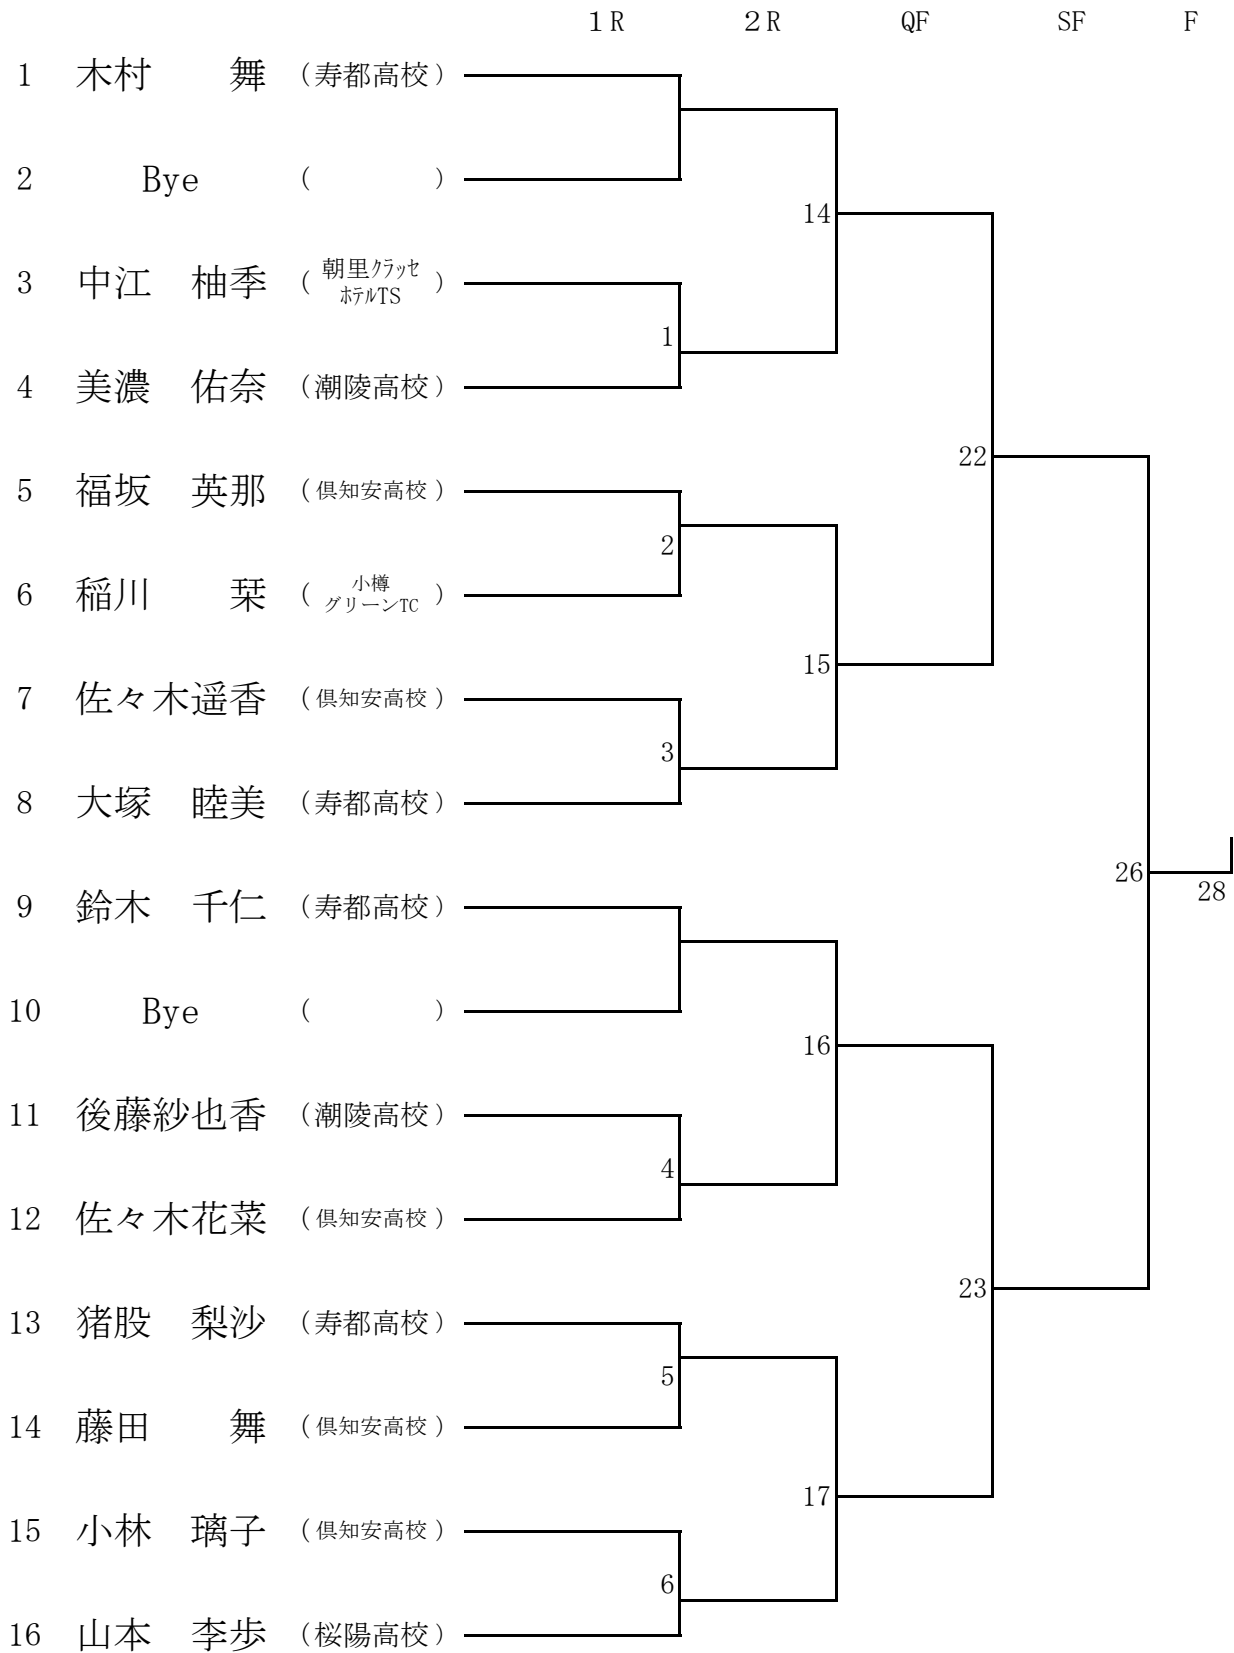 １Ｒ ２Ｒ QF SF F
1 木村　　舞 （寿都高校）
2 Bye （　　　　）
14
3 中江　柚季 （朝里ｸﾗｯｾ
ﾎﾃﾙTS）
1
4 美濃　佑奈 （潮陵高校）
22
5 福坂　英那 （倶知安高校）
2
6 稲川　　栞 （小樽
グリーンTC）
15
7 佐々木遥香 （倶知安高校）
3
8 大塚　睦美 （寿都高校）
26
28
9 鈴木　千仁 （寿都高校）
10 Bye （　　　　）
16
11 後藤紗也香 （潮陵高校）
4
12 佐々木花菜 （倶知安高校）
23
13 猪股　梨沙 （寿都高校）
5
14 藤田　　舞 （倶知安高校）
17
15 小林　璃子 （倶知安高校）
6
16 山本　李歩 （桜陽高校）